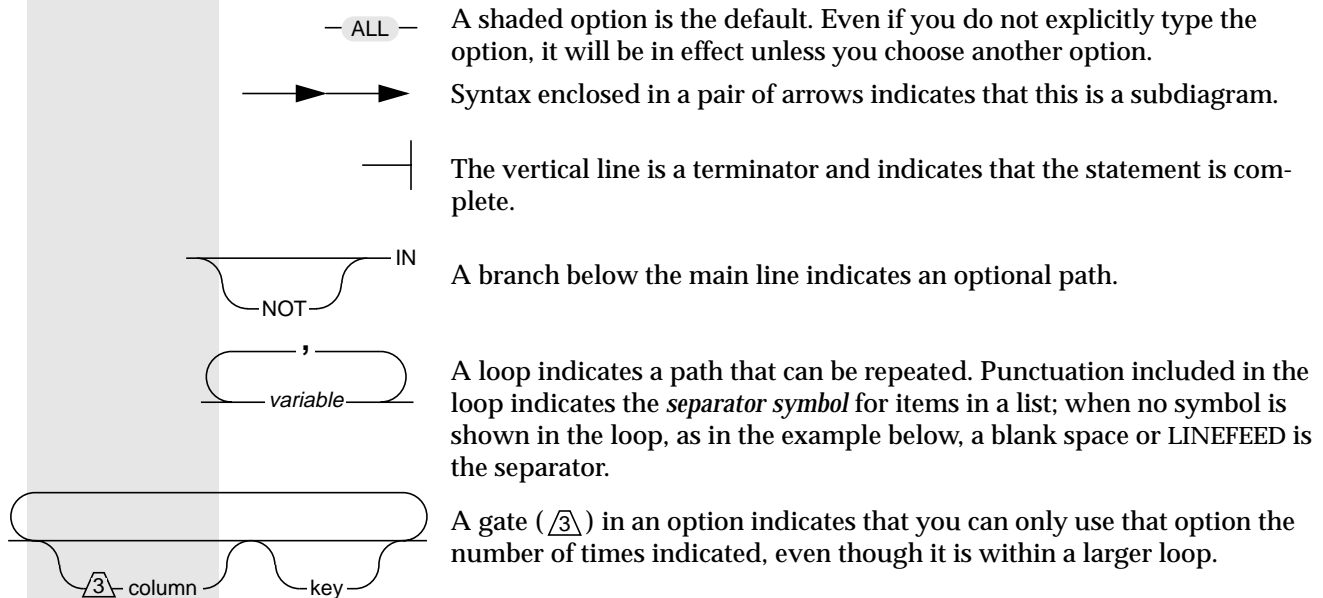 ALL
A shaded option is the default. Even if you do not explicitly type the
option, it will be in effect unless you choose another option.
Syntax enclosed in a pair of arrows indicates that this is a subdiagram.
The vertical line is a terminator and indicates that the statement is com-
plete.
IN
NOT
A branch below the main line indicates an optional path.
,
variable
A loop indicates a path that can be repeated. Punctuation included in the
loop indicates the separator symbol for items in a list; when no symbol is
shown in the loop, as in the example below, a blank space or LINEFEED is
the separator.
3 column
key
A gate ( 3 ) in an option indicates that you can only use that option the
number of times indicated, even though it is within a larger loop.